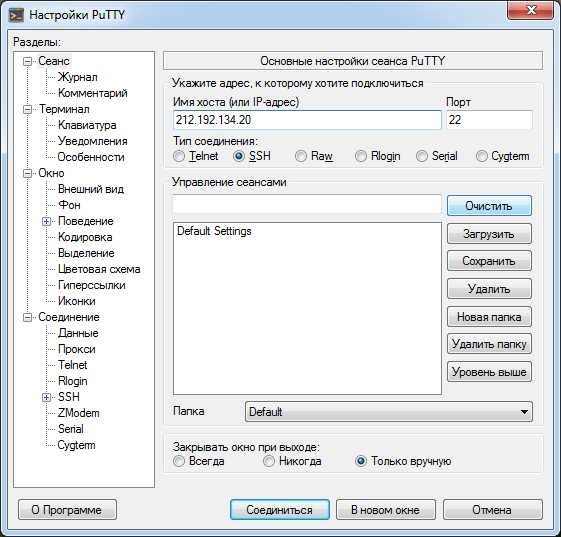 Настройки PuTTY
Разделы:
Сеанс
Журнал
Комментарий
Терминал
Клавиатура
Уведомления
Особенности
Окно
Внешний вид
Фон
Поведение
Кодировка
Выделение
Цветовая схема
Гиперссылки
Иконки
Соединение
Данные
Прокси
Telnet
Rlogin
SSH
ZModem
Serial
Cygterm
Основные настройки сеанса PuTTY
Укажите адрес, к которому хотите подключиться
Имя хоста (или IP-адрес) Порт
212.192.134.20 22
Тип соединения:
Telnet SSH Raw Rlogin Serial Cygterm
Управление сеансами
Очистить
Default Settings
Загрузить
Сохранить
Удалить
Новая папка
Удалить папку
Уровень выше
Папка Default
Закрывать окно при выходе:
Всегда Никогда Только вручную
О Программе Соединиться В новом окне Отмена